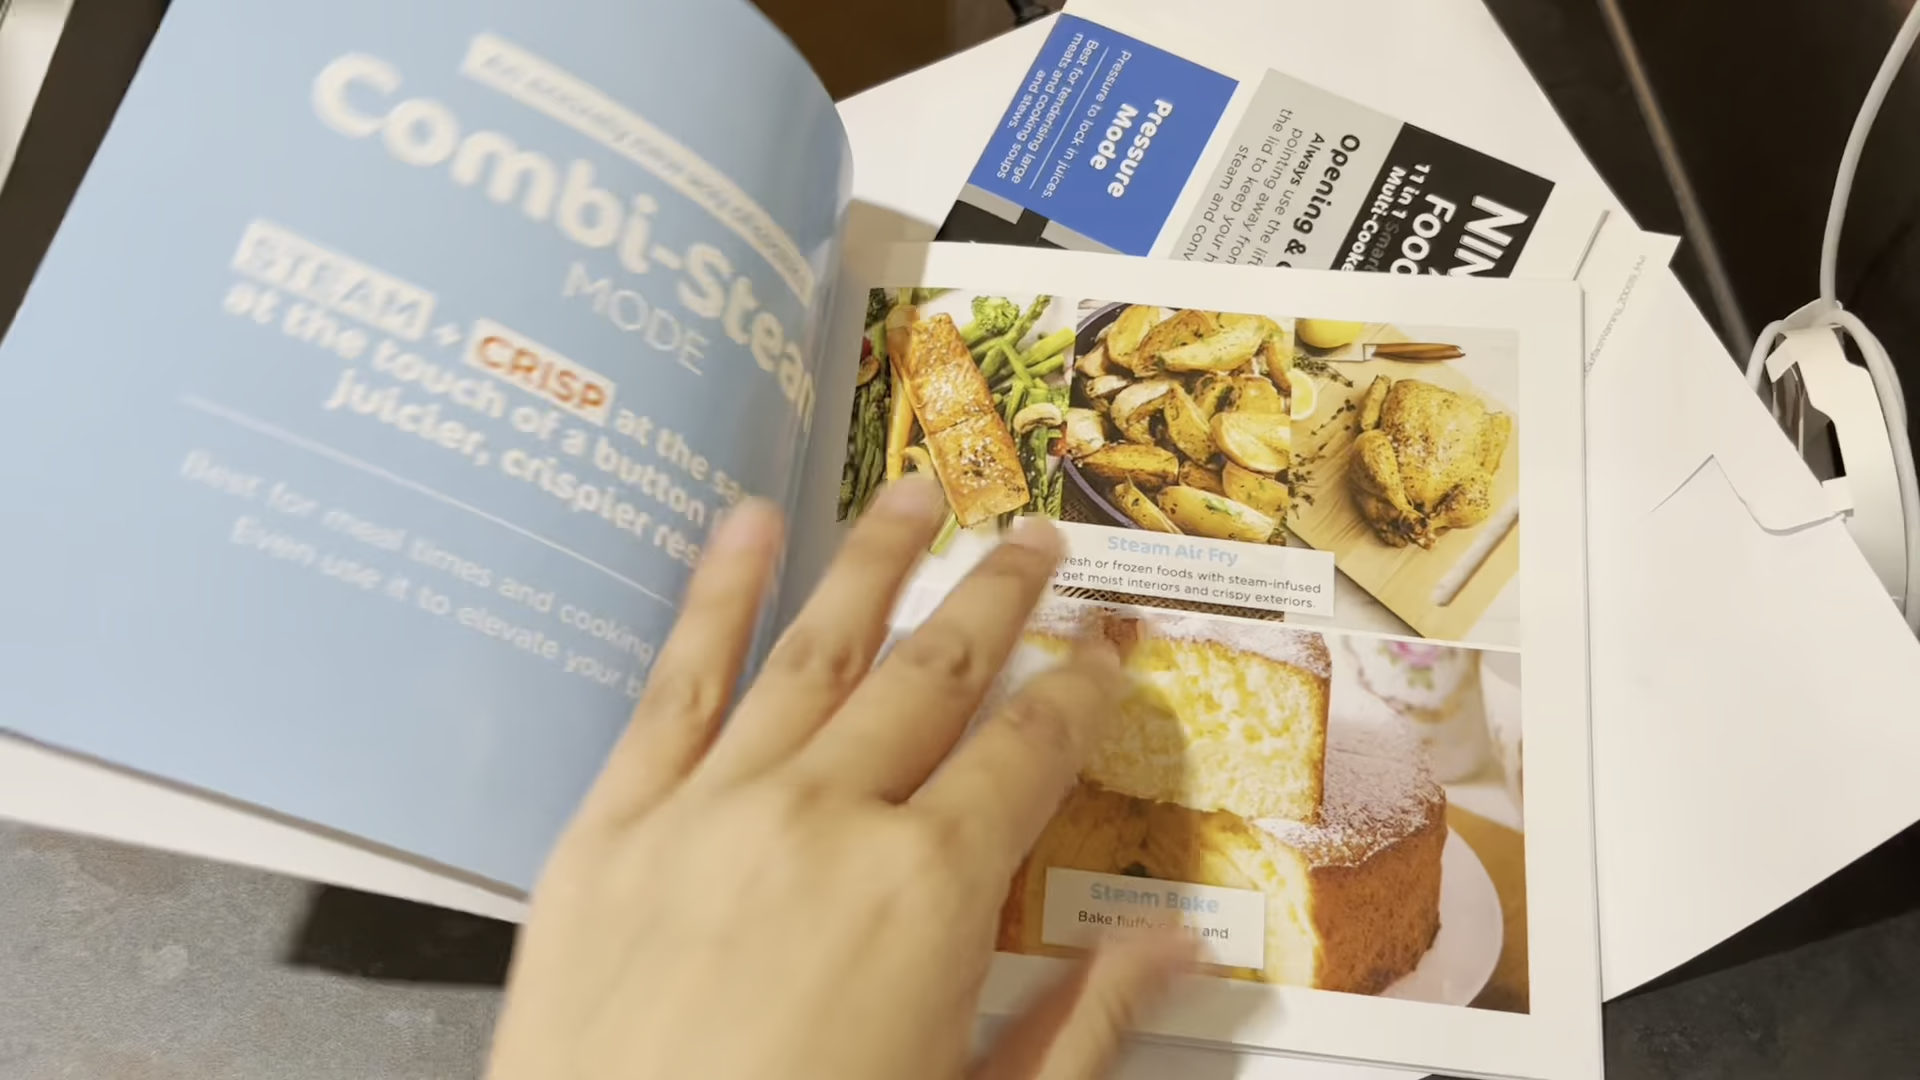 Combi-Steam
MODE
STEAM + CRISP at the
at the touch of a button
juicier, crispier
Best for meal times and cooking
Even use it to elevate your
Pressure
Mode
Pressure to lock in juices.
Best for tenderising large
meats and cooking soups
and stews.
Opening &
Always use the
pointing away
the lid to keep your
steam and
11 in 1 Smart
Multi-Cooke
Steam Air Fry
or frozen foods with steam-infused
get moist interiors and crispy exteriors.
Steam Bake
Bake fluffy and